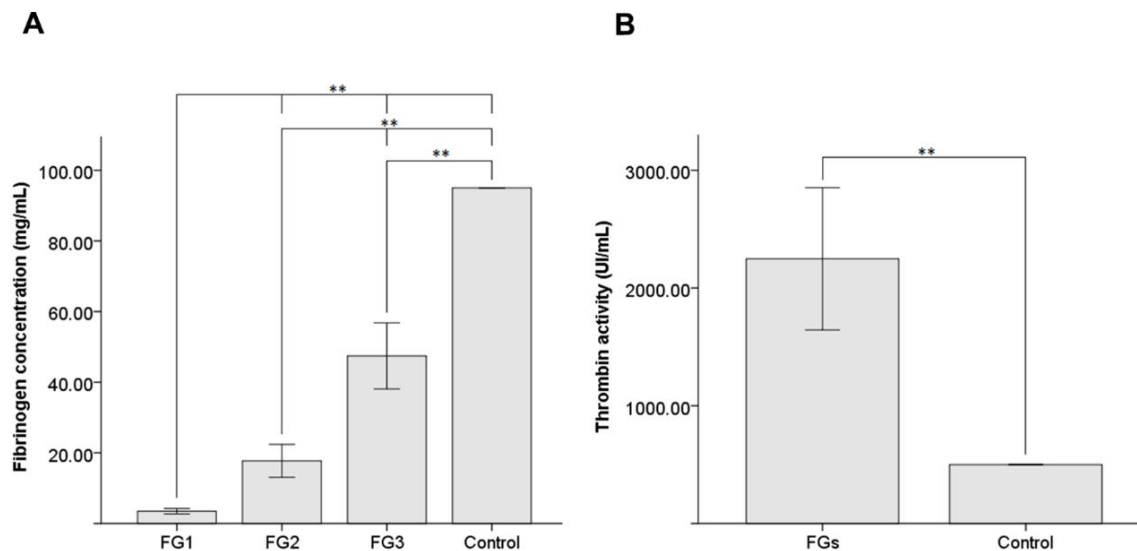 A
**
**
**
Fibrinogen concentration (mg/mL)
100.00
80.00
60.00
40.00
20.00
FG1 FG2 FG3 Control
B
**
Thrombin activity (UI/mL)
3000.00
2000.00
1000.00
FGs Control